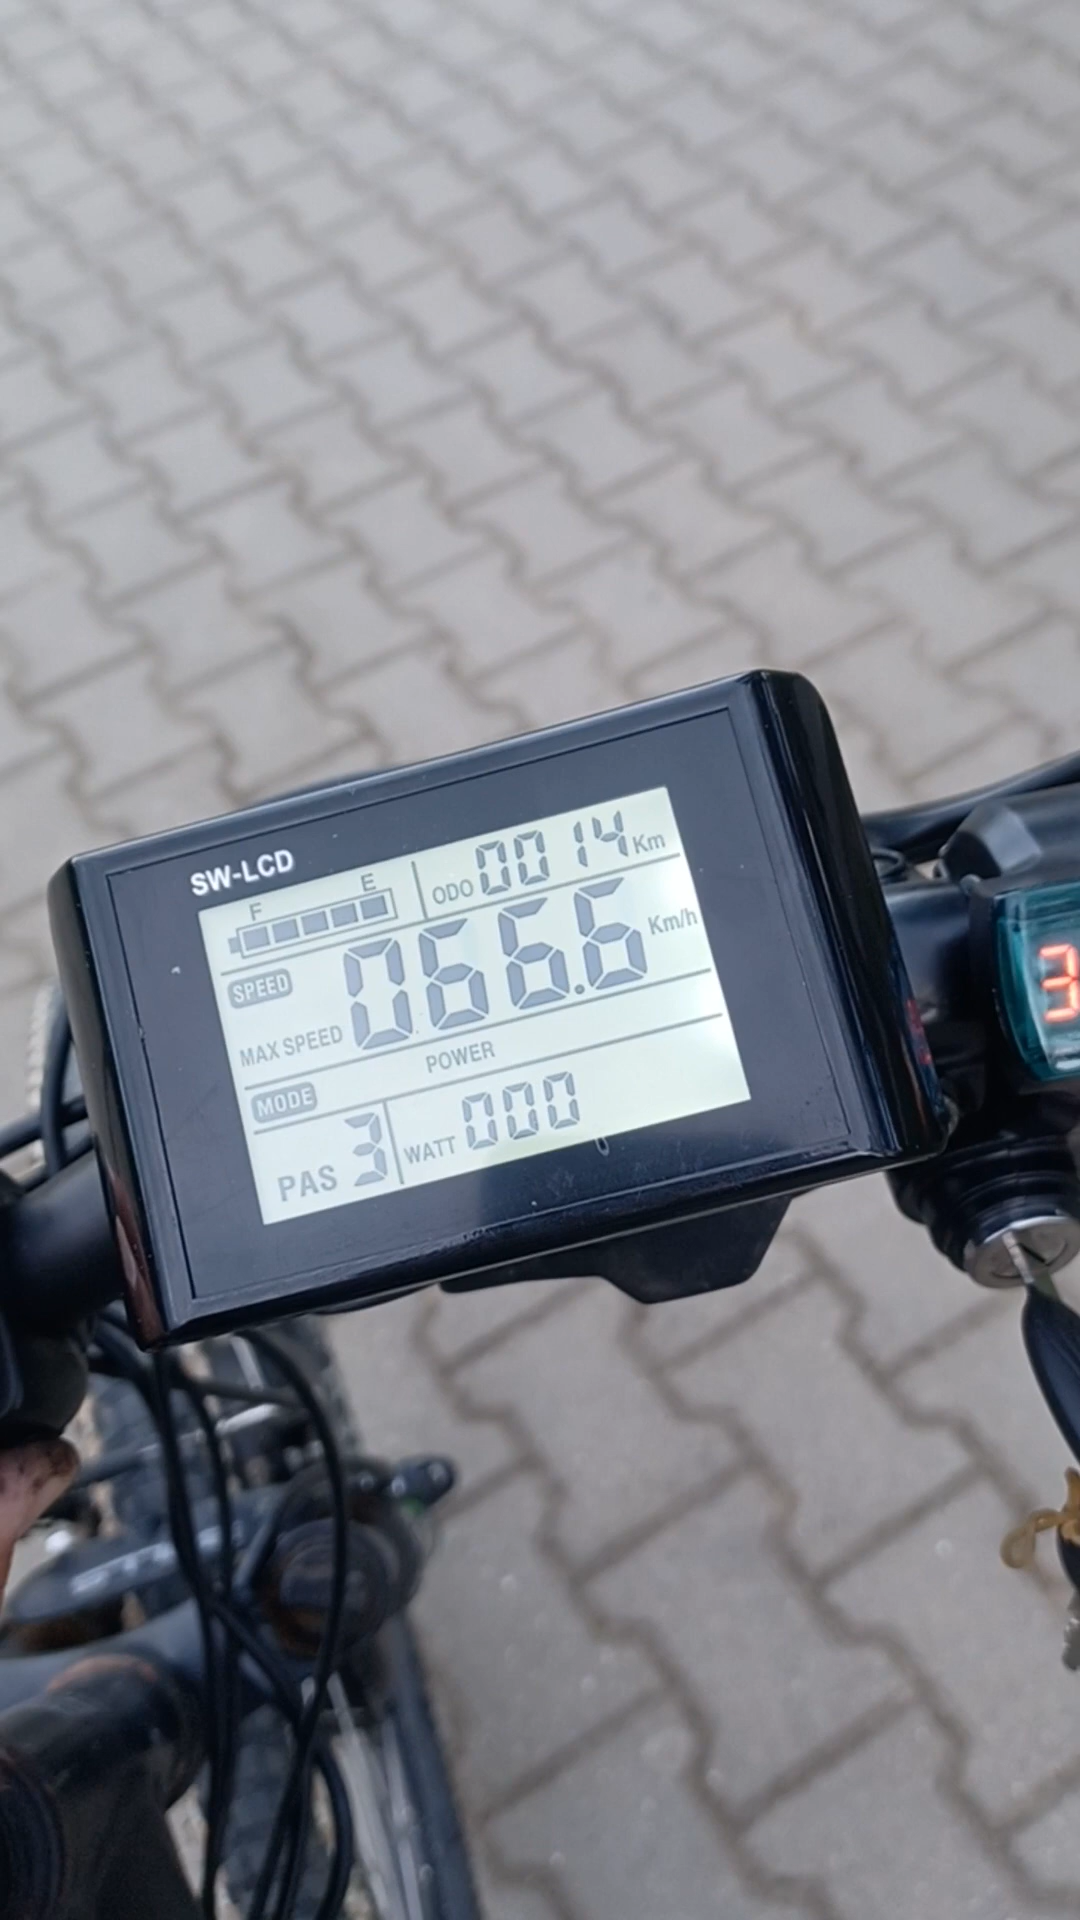 SW-LCD
F E
ODO 0014 Km
SPEED
066.6 Km/h
MAX SPEED
POWER
MODE
PAS 3
WATT 000
3